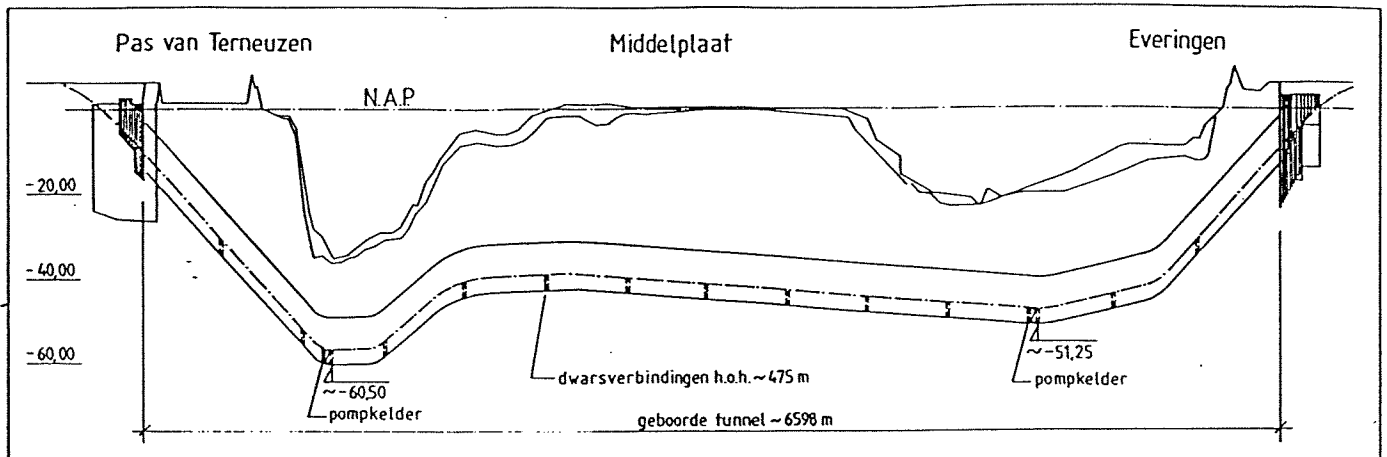 Pas van Terneuzen
Middelplaat
Everingen
N.A.P.
-20,00
-40,00
-60,00
~-60,50
pompkelder
dwarsverbindingen h.o.h. ~ 475 m
~-51,25
pompkelder
geboorde tunnel ~ 6598 m